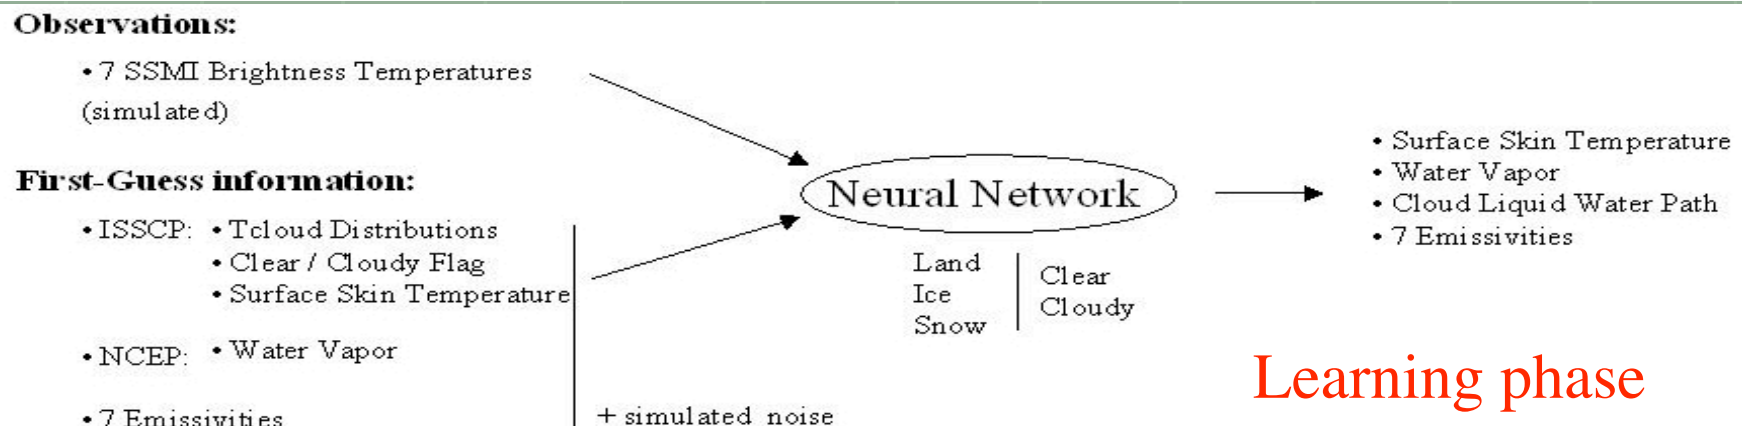 Observations:
• 7 SSMI Brightness Temperatures
(simulated)
First-Guess information:
• ISSCP: • Tcloud Distributions
• Clear / Cloudy Flag
• Surface Skin Temperature
• NCEP: • Water Vapor
• 7 Emissivities
+ simulated noise
Neural Network
Land
Ice
Snow
Clear
Cloudy
• Surface Skin Temperature
• Water Vapor
• Cloud Liquid Water Path
• 7 Emissivities
Learning phase